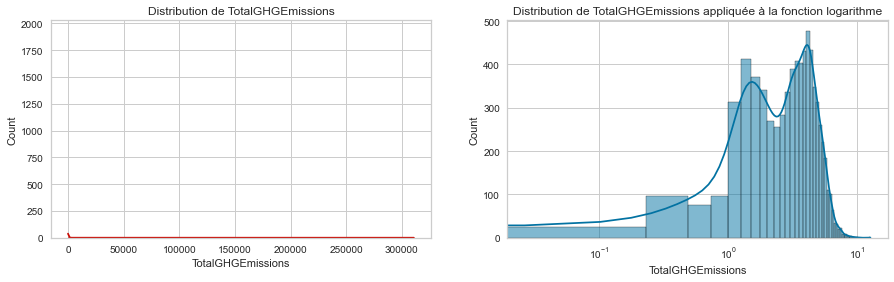 Distribution de TotalGHGEmissions
Count
2000
1750
1500
1250
1000
750
500
250
0
0 50000 100000 150000 200000 250000 300000
TotalGHGEmissions
Distribution de TotalGHGEmissions appliquée à la fonction logarithme
Count
500
400
300
200
100
0
10⁻¹ 10⁰ 10¹
TotalGHGEmissions